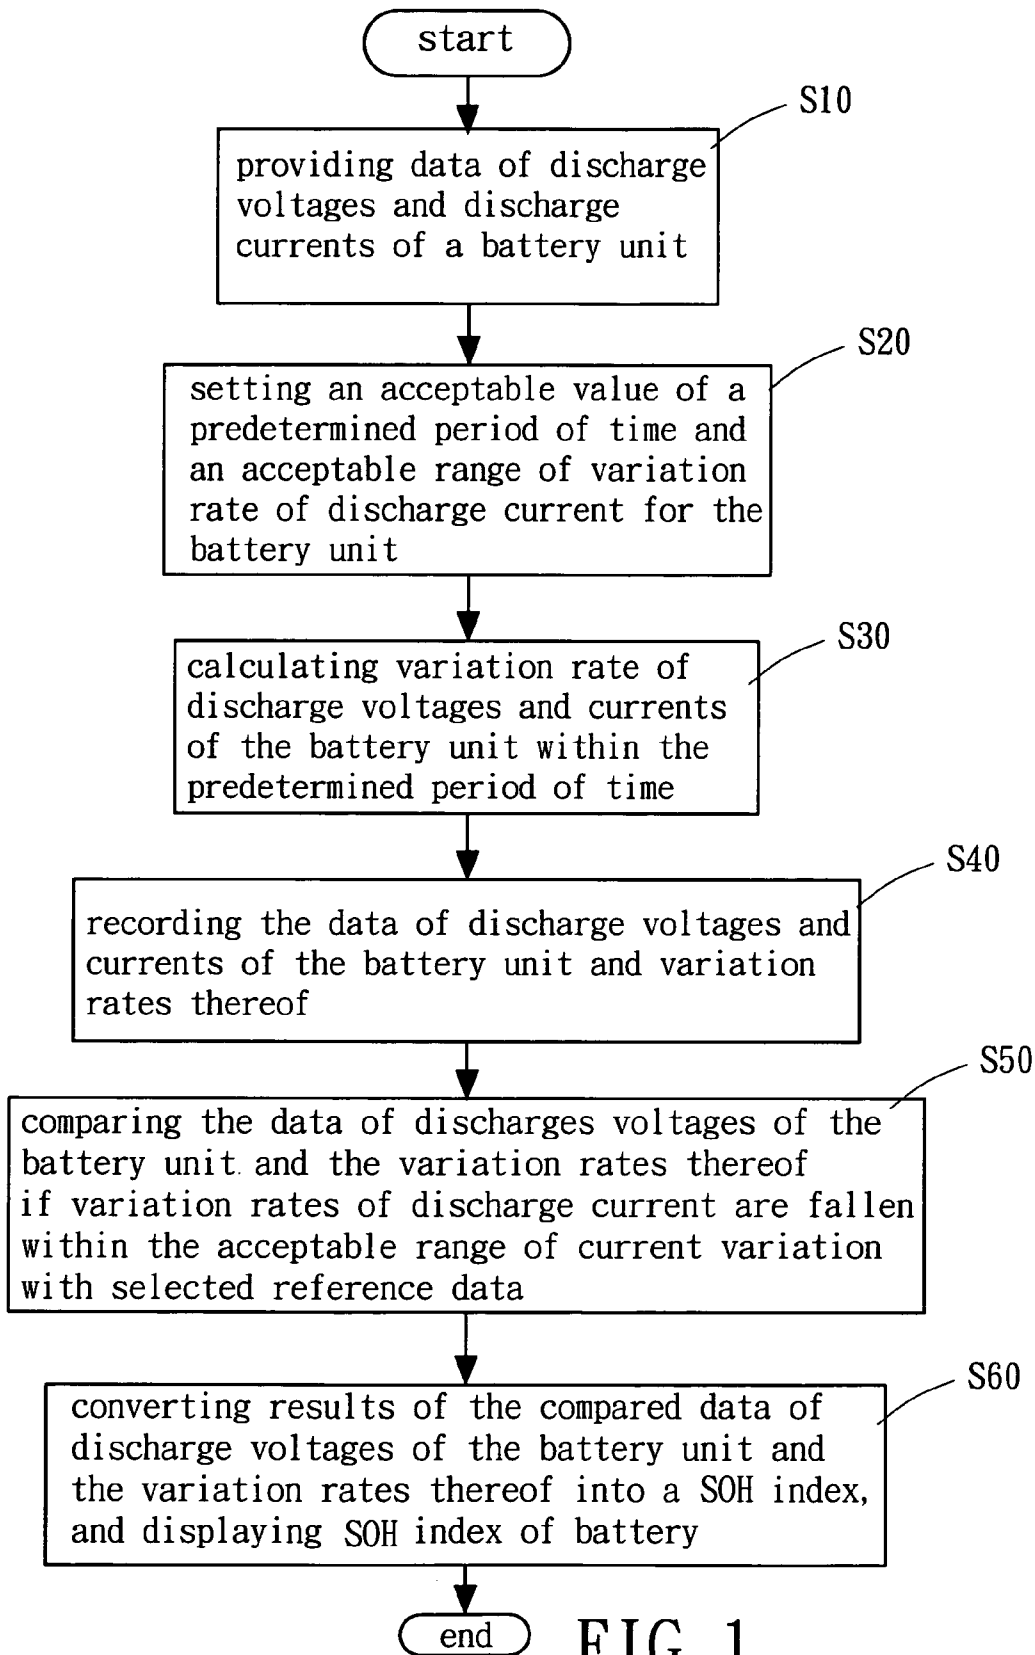 start
S10
providing data of discharge
voltages and discharge
currents of a battery unit
S20
setting an acceptable value of a
predetermined period of time and
an acceptable range of variation
rate of discharge current for the
battery unit
S30
calculating variation rate of
discharge voltages and currents
of the battery unit within the
predetermined period of time
S40
recording the data of discharge voltages and
currents of the battery unit and variation
rates thereof
S50
comparing the data of discharges voltages of the
battery unit and the variation rates thereof
if variation rates of discharge current are fallen
within the acceptable range of current variation
with selected reference data
S60
converting results of the compared data of
discharge voltages of the battery unit and
the variation rates thereof into a SOH index,
and displaying SOH index of battery
end
FIG 1